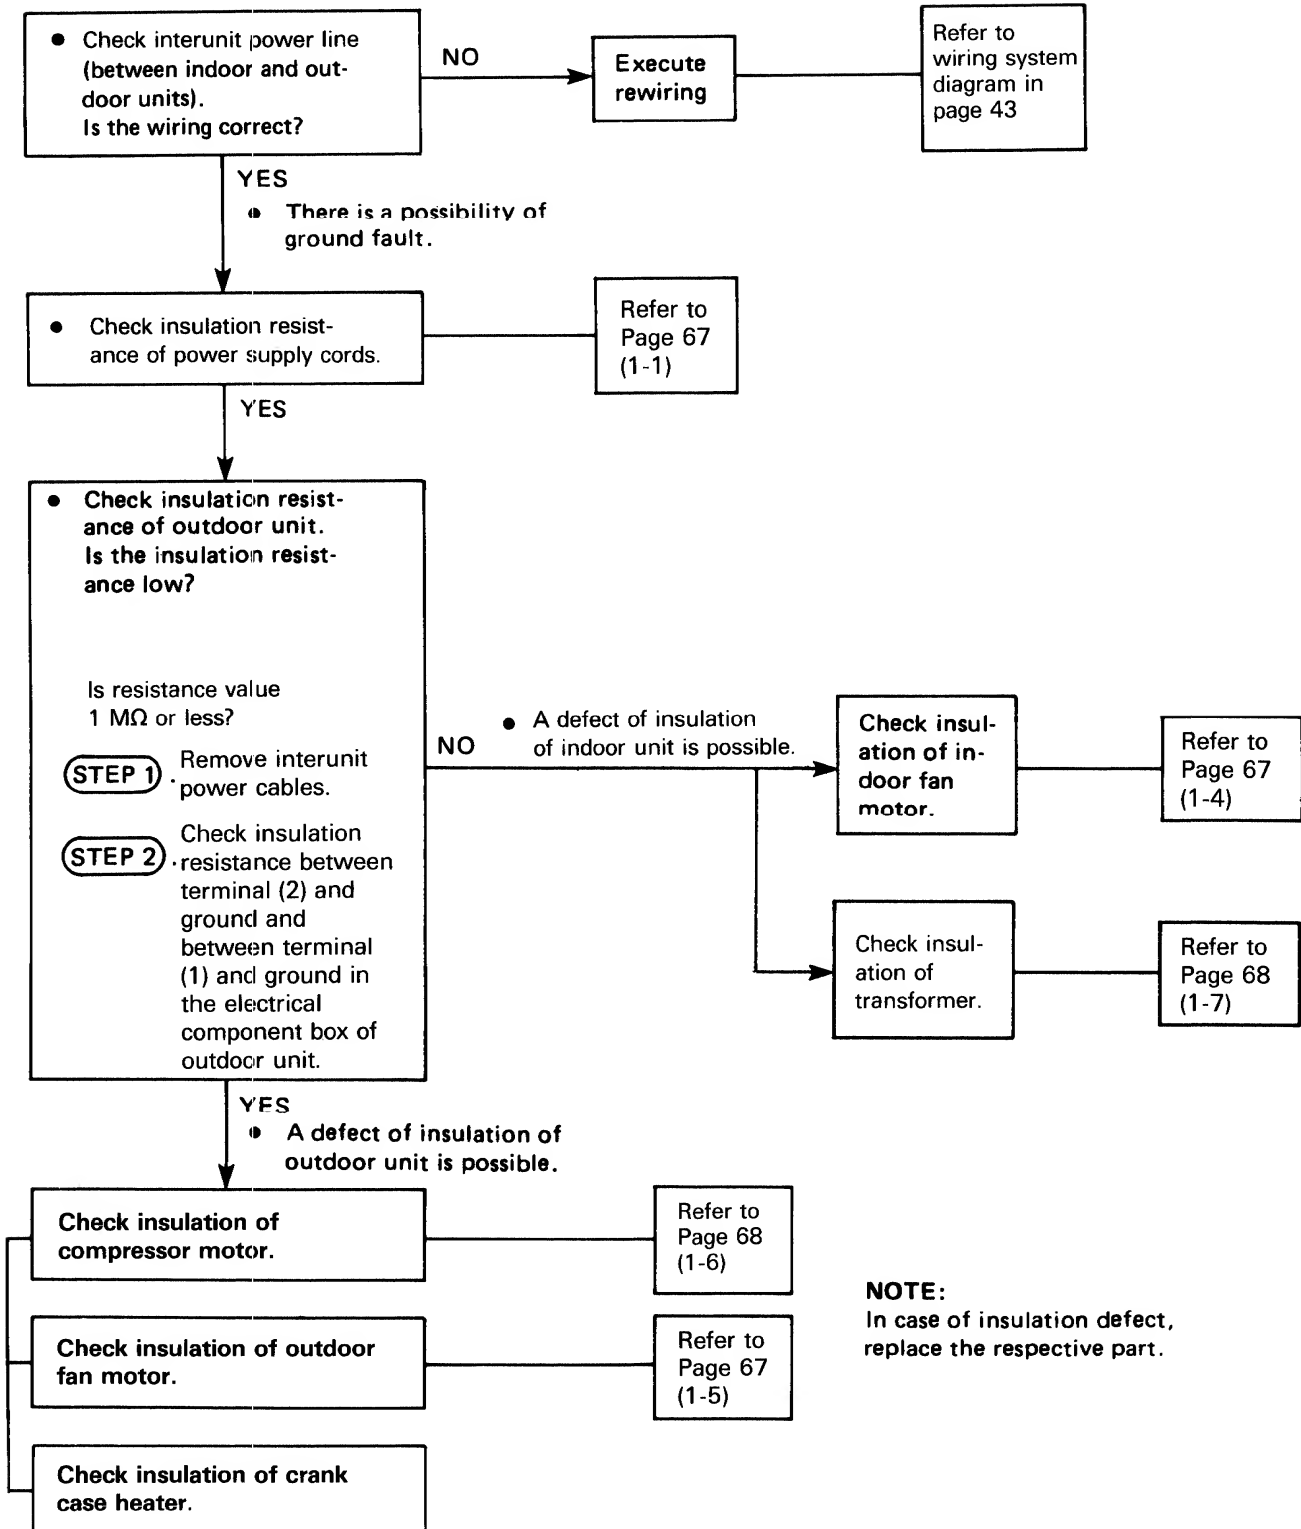 ● Check interunit power line
(between indoor and out-
door units).
Is the wiring correct?
NO
Execute
rewiring
Refer to
wiring system
diagram in
page 43
YES
● There is a possibility of
ground fault.
● Check insulation resist-
ance of power supply cords.
Refer to
Page 67
(1-1)
YES
● Check insulation resist-
ance of outdoor unit.
Is the insulation resist-
ance low?
Is resistance value
1 MΩ or less?
STEP 1. Remove interunit
power cables.
STEP 2. Check insulation
resistance between
terminal (2) and
ground and
between terminal
(1) and ground in
the electrical
component box of
outdoor unit.
NO
● A defect of insulation
of indoor unit is possible.
Check insul-
ation of in-
door fan
motor.
Refer to
Page 67
(1-4)
Check insul-
ation of
transformer.
Refer to
Page 68
(1-7)
YES
● A defect of insulation of
outdoor unit is possible.
Check insulation of
compressor motor.
Refer to
Page 68
(1-6)
Check insulation of outdoor
fan motor.
Refer to
Page 67
(1-5)
Check insulation of crank
case heater.
NOTE:
In case of insulation defect,
replace the respective part.